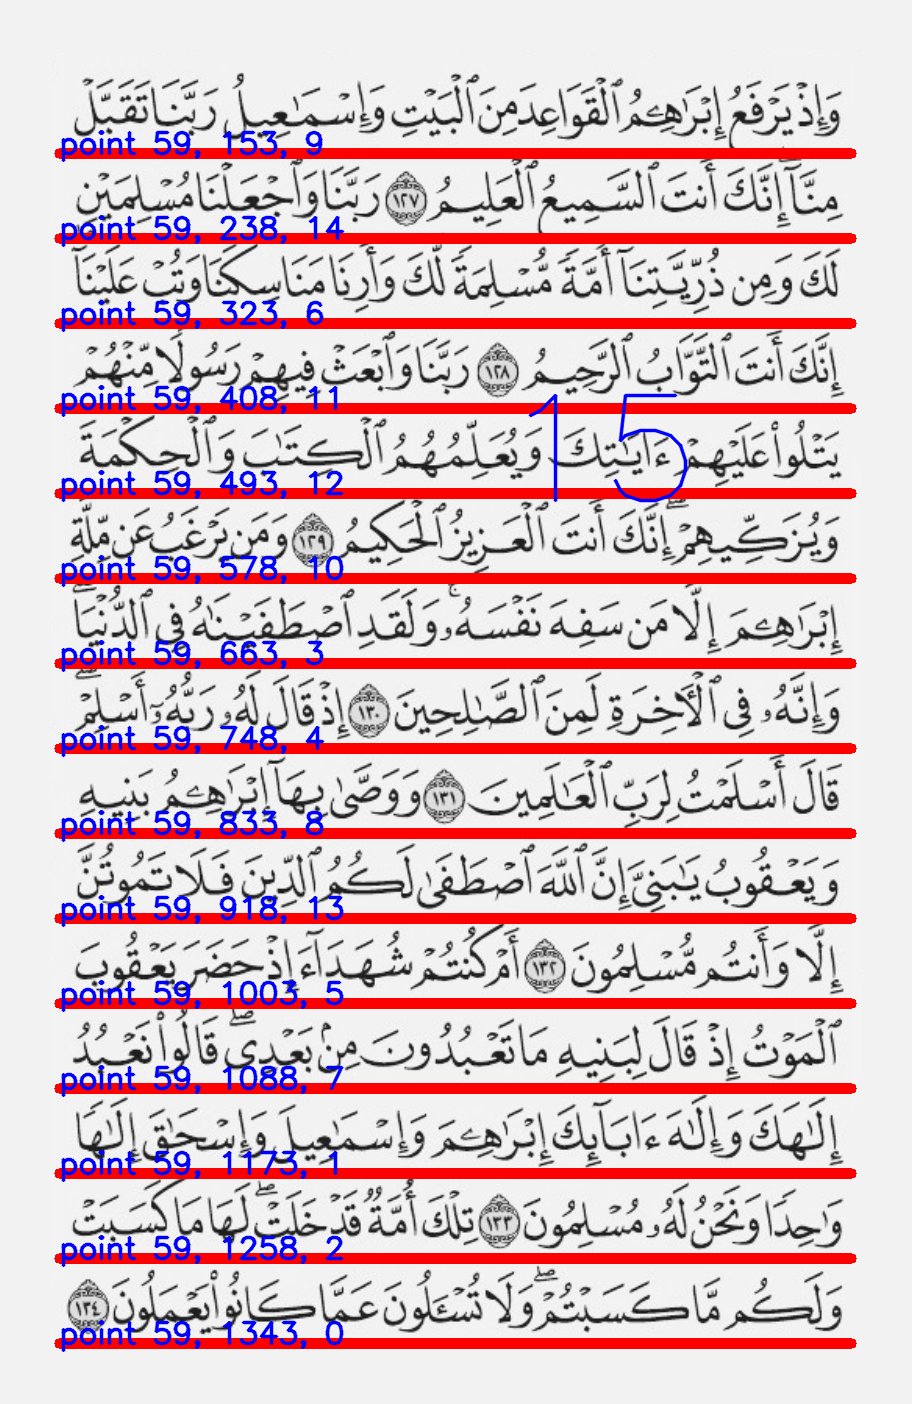 وَإِذْ يَرْفَعُ إِبْرَٰهِـۧمُ ٱلْقَوَاعِدَ مِنَ ٱلْبَيْتِ وَإِسْمَـٰعِيلُ رَبَّنَا تَقَبَّلْ
point 59, 153, 9
مِنَّآ إِنَّكَ أَنتَ ٱلسَّمِيعُ ٱلْعَلِيمُ ١٢٧ رَبَّنَا وَٱجْعَلْنَا مُسْلِمَيْنِ
point 59, 238, 14
لَكَ وَمِن ذُرِّيَّتِنَآ أُمَّةً مُّسْلِمَةً لَّكَ وَأَرِنَا مَنَاسِكَنَا وَتُبْ عَلَيْنَآ
point 59, 323, 6
إِنَّكَ أَنتَ ٱلتَّوَّابُ ٱلرَّحِيمُ ١٢٨ رَبَّنَا وَٱبْعَثْ فِيهِمْ رَسُولًا مِّنْهُمْ
point 59, 408, 11
15
يَتْلُوا۟ عَلَيْهِمْ ءَايَـٰتِكَ وَيُعَلِّمُهُمُ ٱلْكِتَـٰبَ وَٱلْحِكْمَةَ
point 59, 493, 12
وَيُزَكِّيهِمْ ۖ إِنَّكَ أَنتَ ٱلْعَزِيزُ ٱلْحَكِيمُ ١٢٩ وَمَن يَرْغَبُ عَن مِّلَّةِ
point 59, 578, 10
إِبْرَٰهِـۧمَ إِلَّا مَن سَفِهَ نَفْسَهُۥ ۚ وَلَقَدِ ٱصْطَفَيْنَـٰهُ فِى ٱلدُّنْيَا ۖ
point 59, 663, 3
وَإِنَّهُۥ فِى ٱلْـَٔاخِرَةِ لَمِنَ ٱلصَّـٰلِحِينَ ١٣٠ إِذْ قَالَ لَهُۥ رَبُّهُۥٓ أَسْلِمْ ۖ
point 59, 748, 4
قَالَ أَسْلَمْتُ لِرَبِّ ٱلْعَـٰلَمِينَ ١٣١ وَوَصَّىٰ بِهَآ إِبْرَٰهِـۧمُ بَنِيهِ
point 59, 833, 8
وَيَعْقُوبُ يَـٰبَنِىَّ إِنَّ ٱللَّهَ ٱصْطَفَىٰ لَكُمُ ٱلدِّينَ فَلَا تَمُوتُنَّ
point 59, 918, 13
إِلَّا وَأَنتُم مُّسْلِمُونَ ١٣٢ أَمْ كُنتُمْ شُهَدَآءَ إِذْ حَضَرَ يَعْقُوبَ
point 59, 1003, 5
ٱلْمَوْتُ إِذْ قَالَ لِبَنِيهِ مَا تَعْبُدُونَ مِنۢ بَعْدِى ۖ قَالُوا۟ نَعْبُدُ
point 59, 1088, 7
إِلَـٰهَكَ وَإِلَـٰهَ ءَابَآئِكَ إِبْرَٰهِـۧمَ وَإِسْمَـٰعِيلَ وَإِسْحَـٰقَ إِلَـٰهًا
point 59, 1173, 1
وَٰحِدًا وَنَحْنُ لَهُۥ مُسْلِمُونَ ١٣٣ تِلْكَ أُمَّةٌ قَدْ خَلَتْ ۖ لَهَا مَا كَسَبَتْ
point 59, 1258, 2
وَلَكُم مَّا كَسَبْتُمْ ۖ وَلَا تُسْـَٔلُونَ عَمَّا كَانُوا۟ يَعْمَلُونَ ١٣٤
point 59, 1343, 0